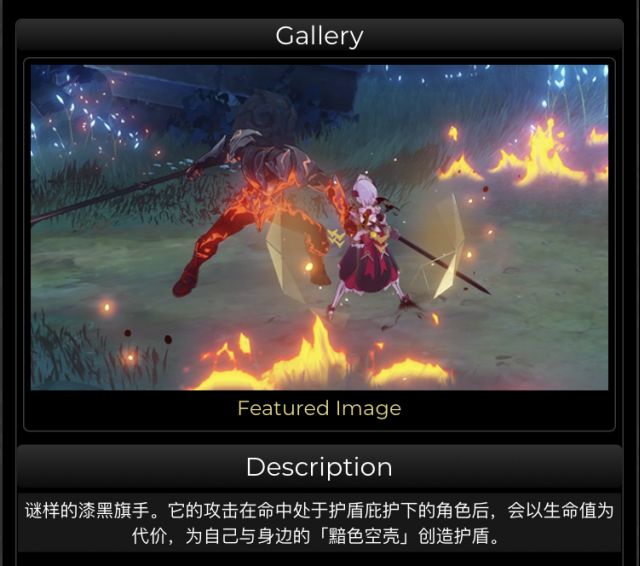 Gallery
Featured Image
Description
谜样的漆黑旗手。它的攻击在命中处于护盾庇护下的角色后，会以生命值为
代价，为自己与身边的「黯色空壳」创造护盾。